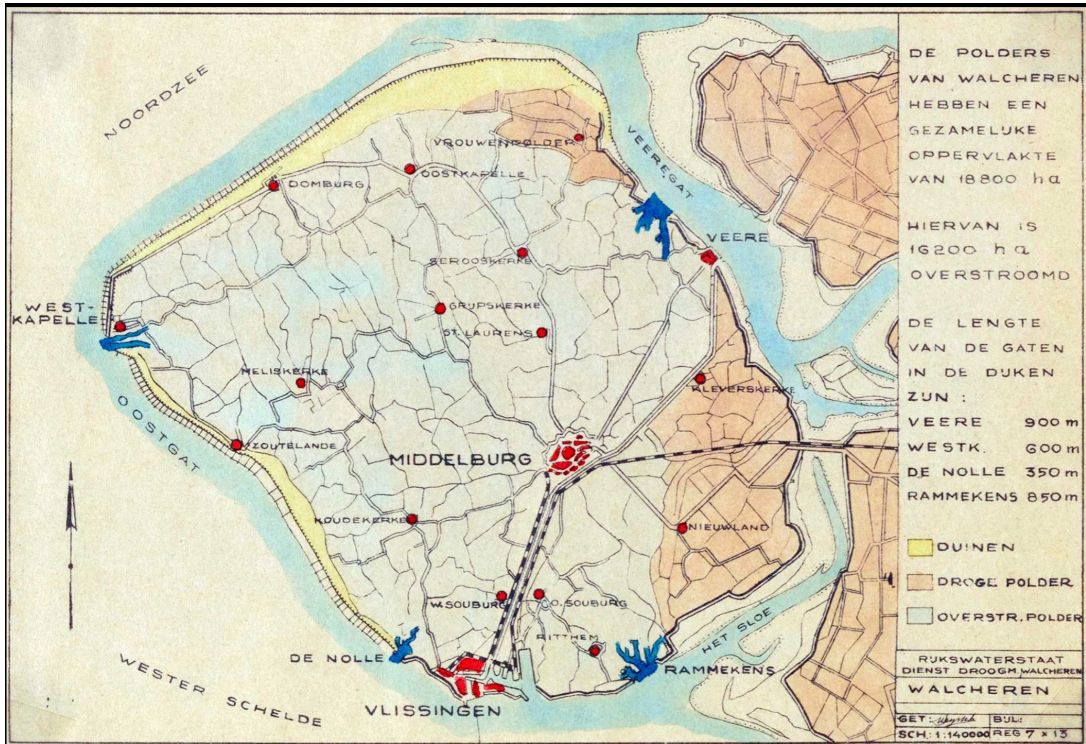 NOORDZEE
VEEREGAT
VROUWENPOLDER
OOSTKAPELLE
DOMBURG
VEERE
SEROOSKERKE
WEST-
KAPELLE
GRIJPSKERKE
ST. LAURENS
MELISKERKE
KLEVERSKERKE
OOSTGAT
ZOUTELANDE
MIDDELBURG
KOUDEKERKE
NIEUWLAND
W. SOUBURG
O. SOUBURG
RITTHEM
HET SLOE
DE NOLLE
RAMMEKENS
WESTER SCHELDE
VLISSINGEN
DE POLDERS
VAN WALCHEREN
HEBBEN EEN
GEZAMELIJKE
OPPERVLAKTE
VAN 18800 ha
HIERVAN IS
16200 ha
OVERSTROOMD
DE LENGTE
VAN DE GATEN
IN DE DIJKEN
ZIJN :
VEERE 900 m
WESTK. 600 m
DE NOLLE 350 m
RAMMEKENS 850 m
DUINEN
DROGE POLDER
OVERSTR. POLDER
RIJKSWATERSTAAT
DIENST DROOGM. WALCHEREN
WALCHEREN
GET:
BIJL:
SCH.: 1:140000
REG 7 x 13